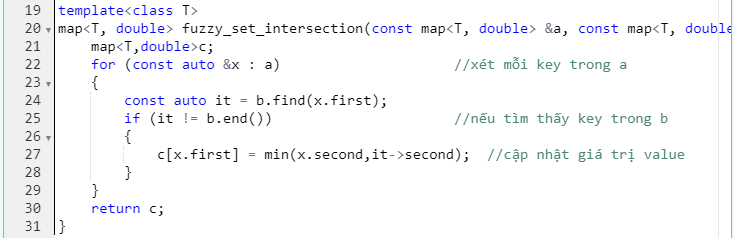 19 template<class T>
20 map<T, double> fuzzy_set_intersection(const map<T, double> &a, const map<T, double
21     map<T,double>c;
22     for (const auto &x : a)                     //xét mỗi key trong a
23     {
24         const auto it = b.find(x.first);
25         if (it != b.end())                      //nếu tìm thấy key trong b
26         {
27             c[x.first] = min(x.second,it->second);  //cập nhật giá trị value
28         }
29     }
30     return c;
31 }